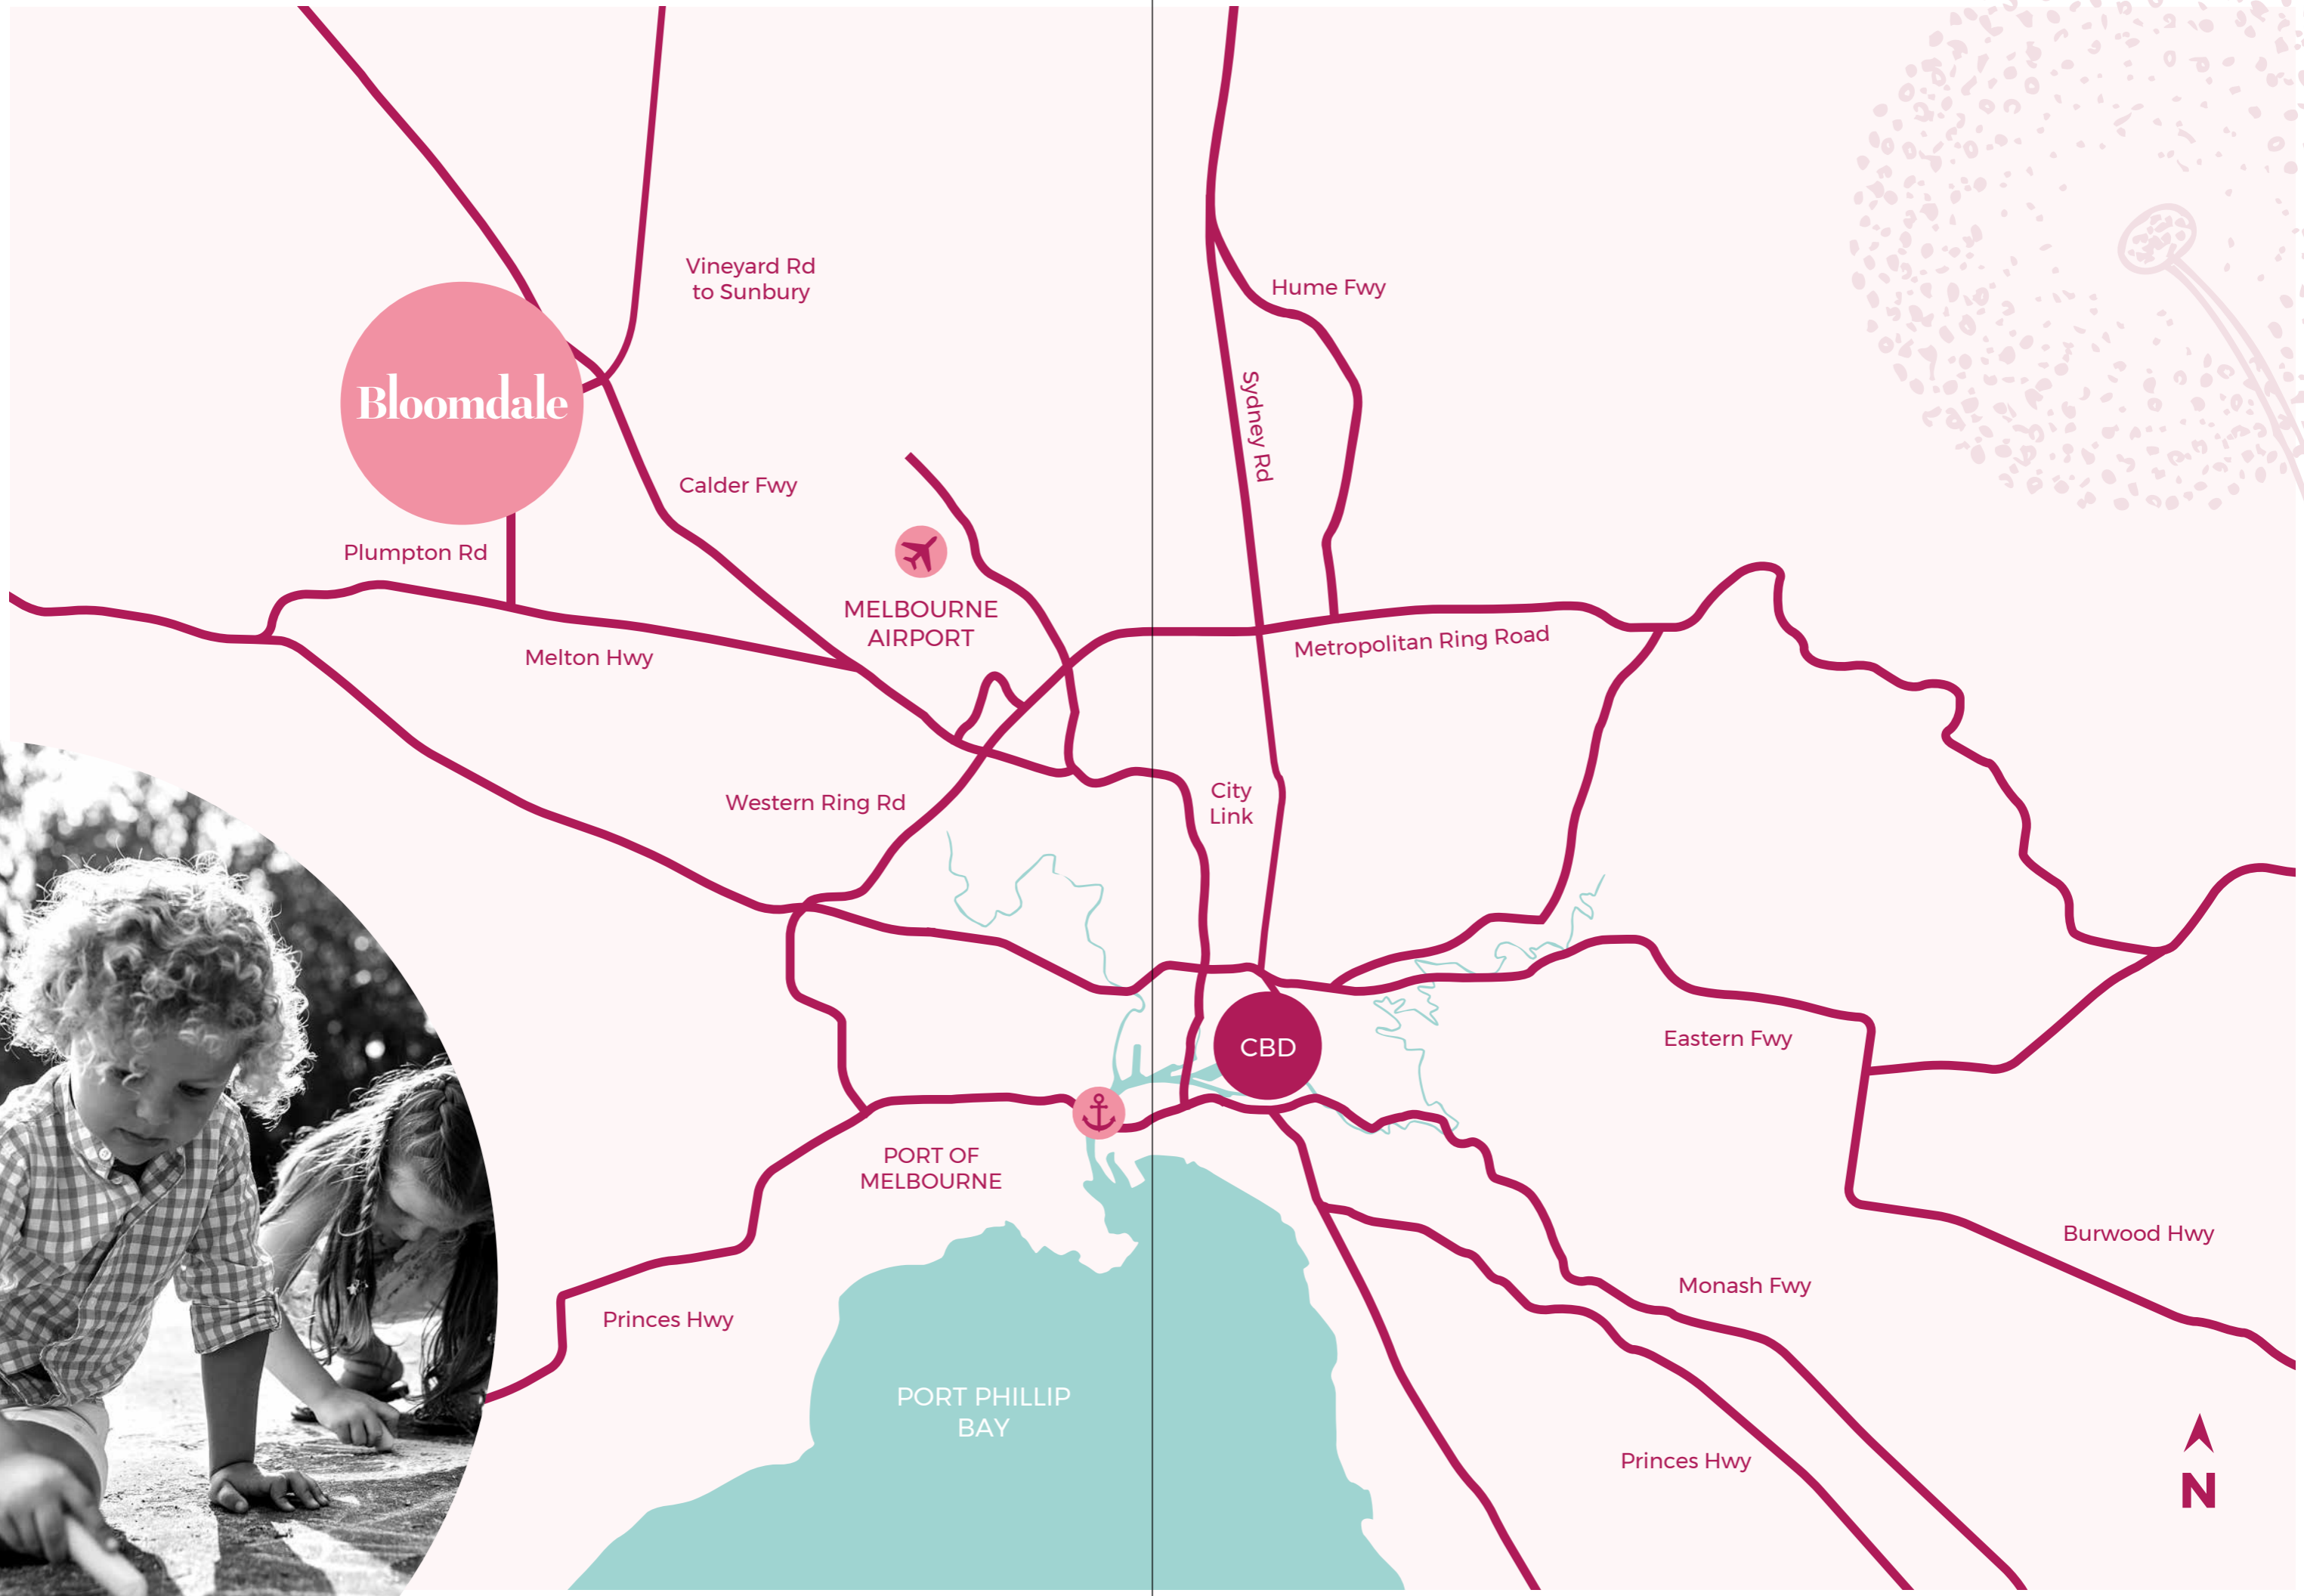 Vineyard Rd
to Sunbury
Hume Fwy
Bloomdale
Sydney Rd
Calder Fwy
Plumpton Rd
MELBOURNE
AIRPORT
Metropolitan Ring Road
Melton Hwy
City
Link
Western Ring Rd
Eastern Fwy
CBD
PORT OF
MELBOURNE
Burwood Hwy
Monash Fwy
Princes Hwy
PORT PHILLIP
BAY
Princes Hwy
N